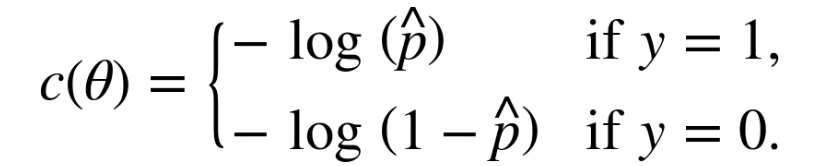 c(θ) = { − log (p̂) if y = 1,
− log (1 − p̂) if y = 0.